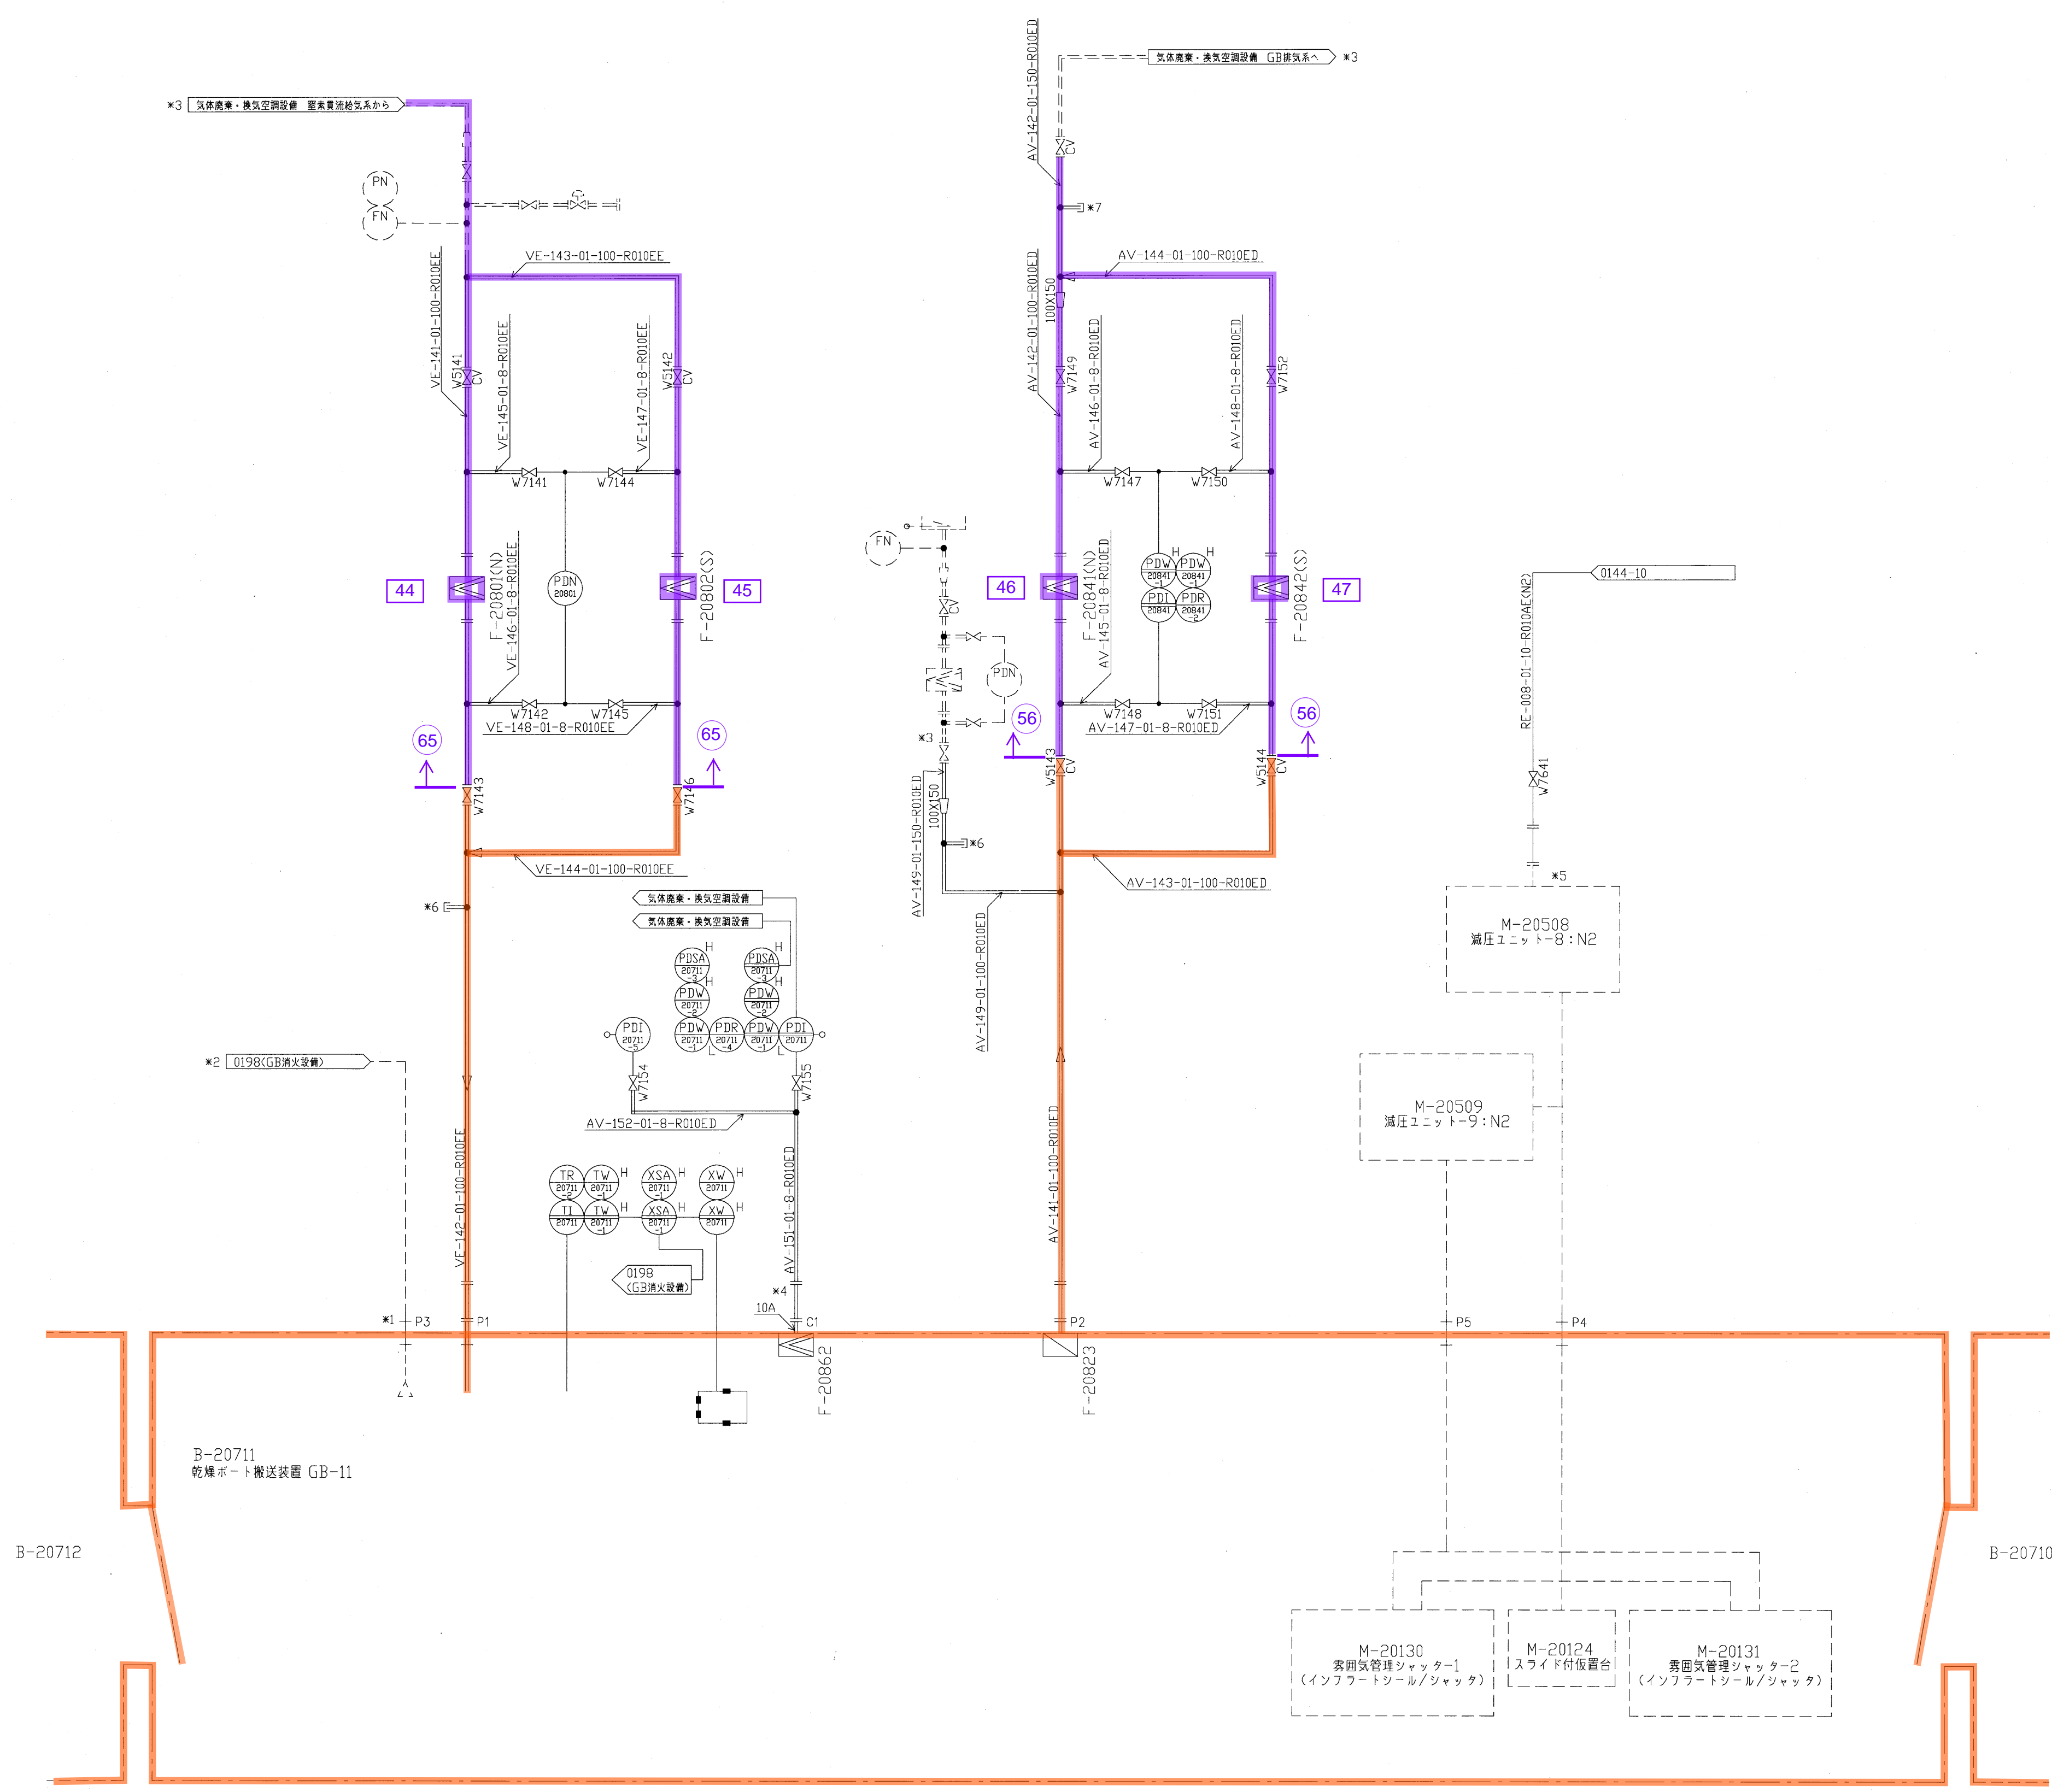 気体廃棄・換気空調設備 GB排気系へ
*3
AV-142-01-150-R010ED
*3
気体廃棄・換気空調設備 窒素貫流給気系から
CV
PN
FN
*7
VE-143-01-100-R010EE
AV-144-01-100-R010ED
VE-141-01-100-R010EE
W5141
CV
VE-145-01-8-R010EE
VE-147-01-8-R010EE
W5142
CV
AV-142-01-100-R010ED
100X150
W7149
AV-146-01-8-R010ED
AV-148-01-8-R010ED
W7152
W7141
W7144
W7147
W7150
FN
CV
44
F-20801(N)
VE-146-01-8-R010EE
PDN
20801
45
F-20802(S)
46
F-20841(N)
AV-145-01-8-R010ED
PDW
20841
-1
H
PDW
20841
-1
H
PDI
20841
PDR
20841
-2
47
F-20842(S)
0144-10
RE-008-01-10-R010AE(N2)
PDN
W7142
W7145
VE-148-01-8-R010EE
W7148
W7151
AV-147-01-8-R010ED
65
65
56
56
*3
W7143
W7146
W5143
CV
W5144
CV
W7641
AV-149-01-150-R010ED
100X150
*6
VE-144-01-100-R010EE
AV-143-01-100-R010ED
*5
*6
気体廃棄・換気空調設備
気体廃棄・換気空調設備
AV-149-01-100-R010ED
M-20508
減圧ユニット-8:N2
PDSA
20711
-3
H
PDSA
20711
-3
H
PDW
20711
-2
H
PDW
20711
-2
PDI
20711
-5
PDW
20711
-1
L
PDR
20711
-4
PDW
20711
-1
L
PDI
20711
*2
0198(GB消火設備)
W7154
W7155
AV-152-01-8-R010ED
M-20509
減圧ユニット-9:N2
VE-142-01-100-R010EE
AV-151-01-8-R010ED
AV-141-01-100-R010ED
TR
20711
-2
TW
20711
-1
H
XSA
20711
-1
H
XW
20711
H
TI
20711
TW
20711
-1
H
XSA
20711
-1
H
XW
20711
H
0198
(GB消火設備)
*4
10A
*1
P3
P1
C1
P2
P5
P4
F-20862
F-20823
B-20711
乾燥ボート搬送装置 GB-11
B-20712
B-20710
M-20130
雰囲気管理シャッター1
(インフラートシール/シャッタ)
M-20124
スライド付仮置台
M-20131
雰囲気管理シャッター2
(インフラートシール/シャッタ)